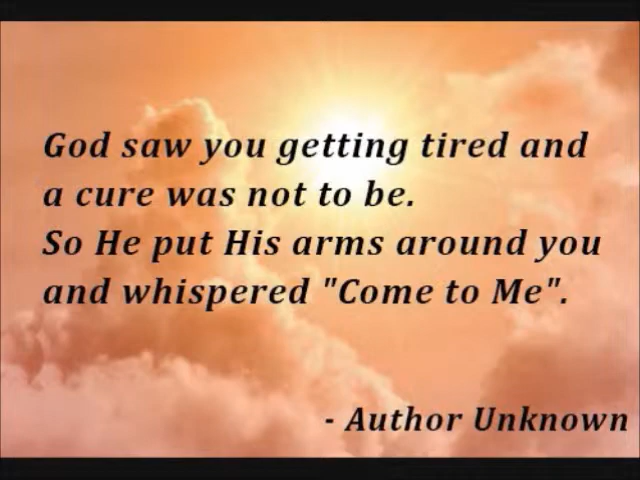 God saw you getting tired and
a cure was not to be.
So He put His arms around you
and whispered "Come to Me".
- Author Unknown